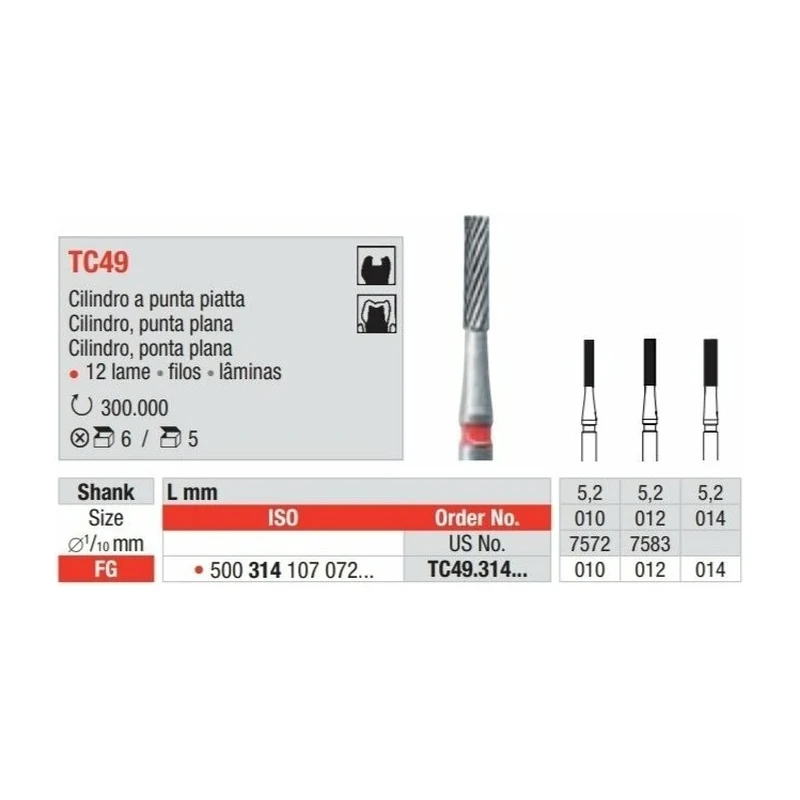 TC49
Cilindro a punta piatta
Cilindro, punta plana
Cilindro, ponta plana
• 12 lame • filos • lâminas
300.000
6 / 5
Shank L mm 5,2 5,2 5,2
Size ISO Order No. 010 012 014
∅1/10 mm US No. 7572 7583
FG • 500 314 107 072... TC49.314... 010 012 014